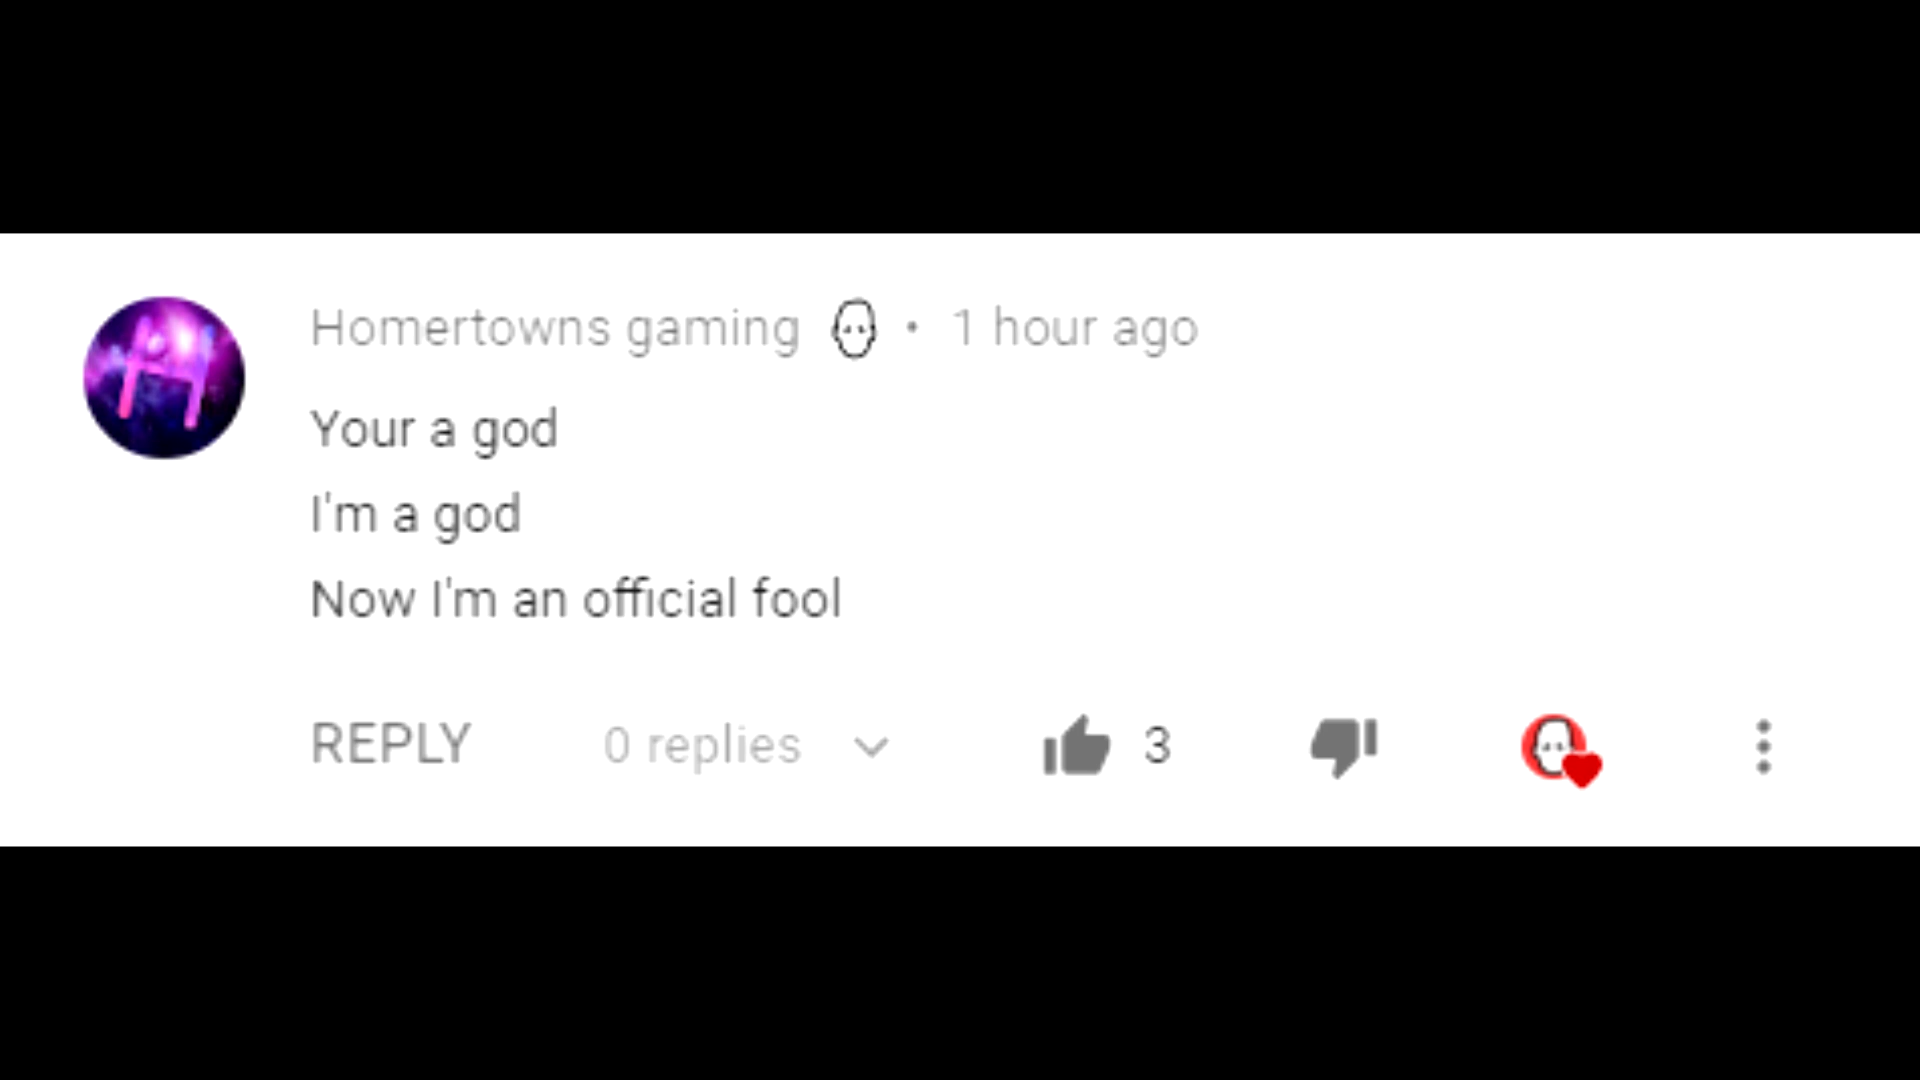 Homertowns gaming • 1 hour ago
Your a god
I'm a god
Now I'm an official fool
REPLY 0 replies 3